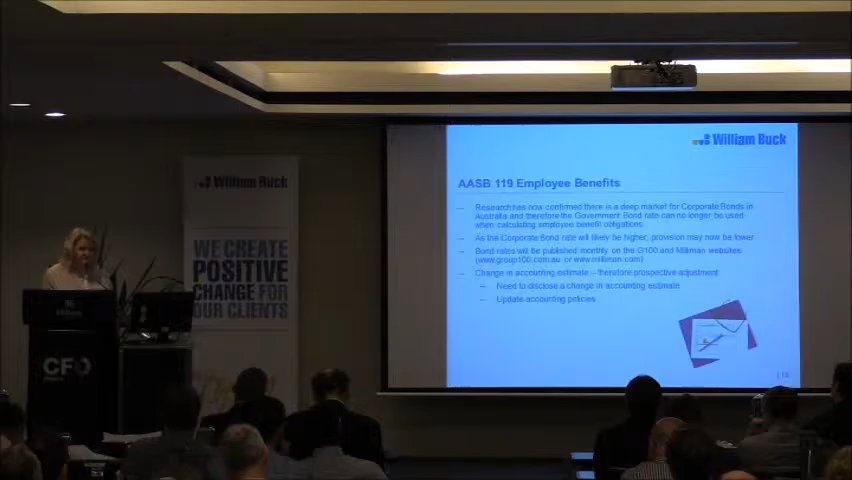 William Buck
AASB 119 Employee Benefits
– Research has now confirmed there is a deep market for Corporate Bonds in
Australia and therefore the Government Bond rate can no longer be used
when calculating employee benefit obligations.
– As the Corporate Bond rate will likely be higher, provision may now be lower
– Bond rates will be published monthly on the G100 and Milliman websites
(www.group100.com.au or www.milliman.com)
– Change in accounting estimate – therefore prospective adjustment
– Need to disclose a change in accounting estimate
– Update accounting policies
| 15
William Buck
WE CREATE
POSITIVE
CHANGE FOR
OUR CLIENTS
Hilton
CFO